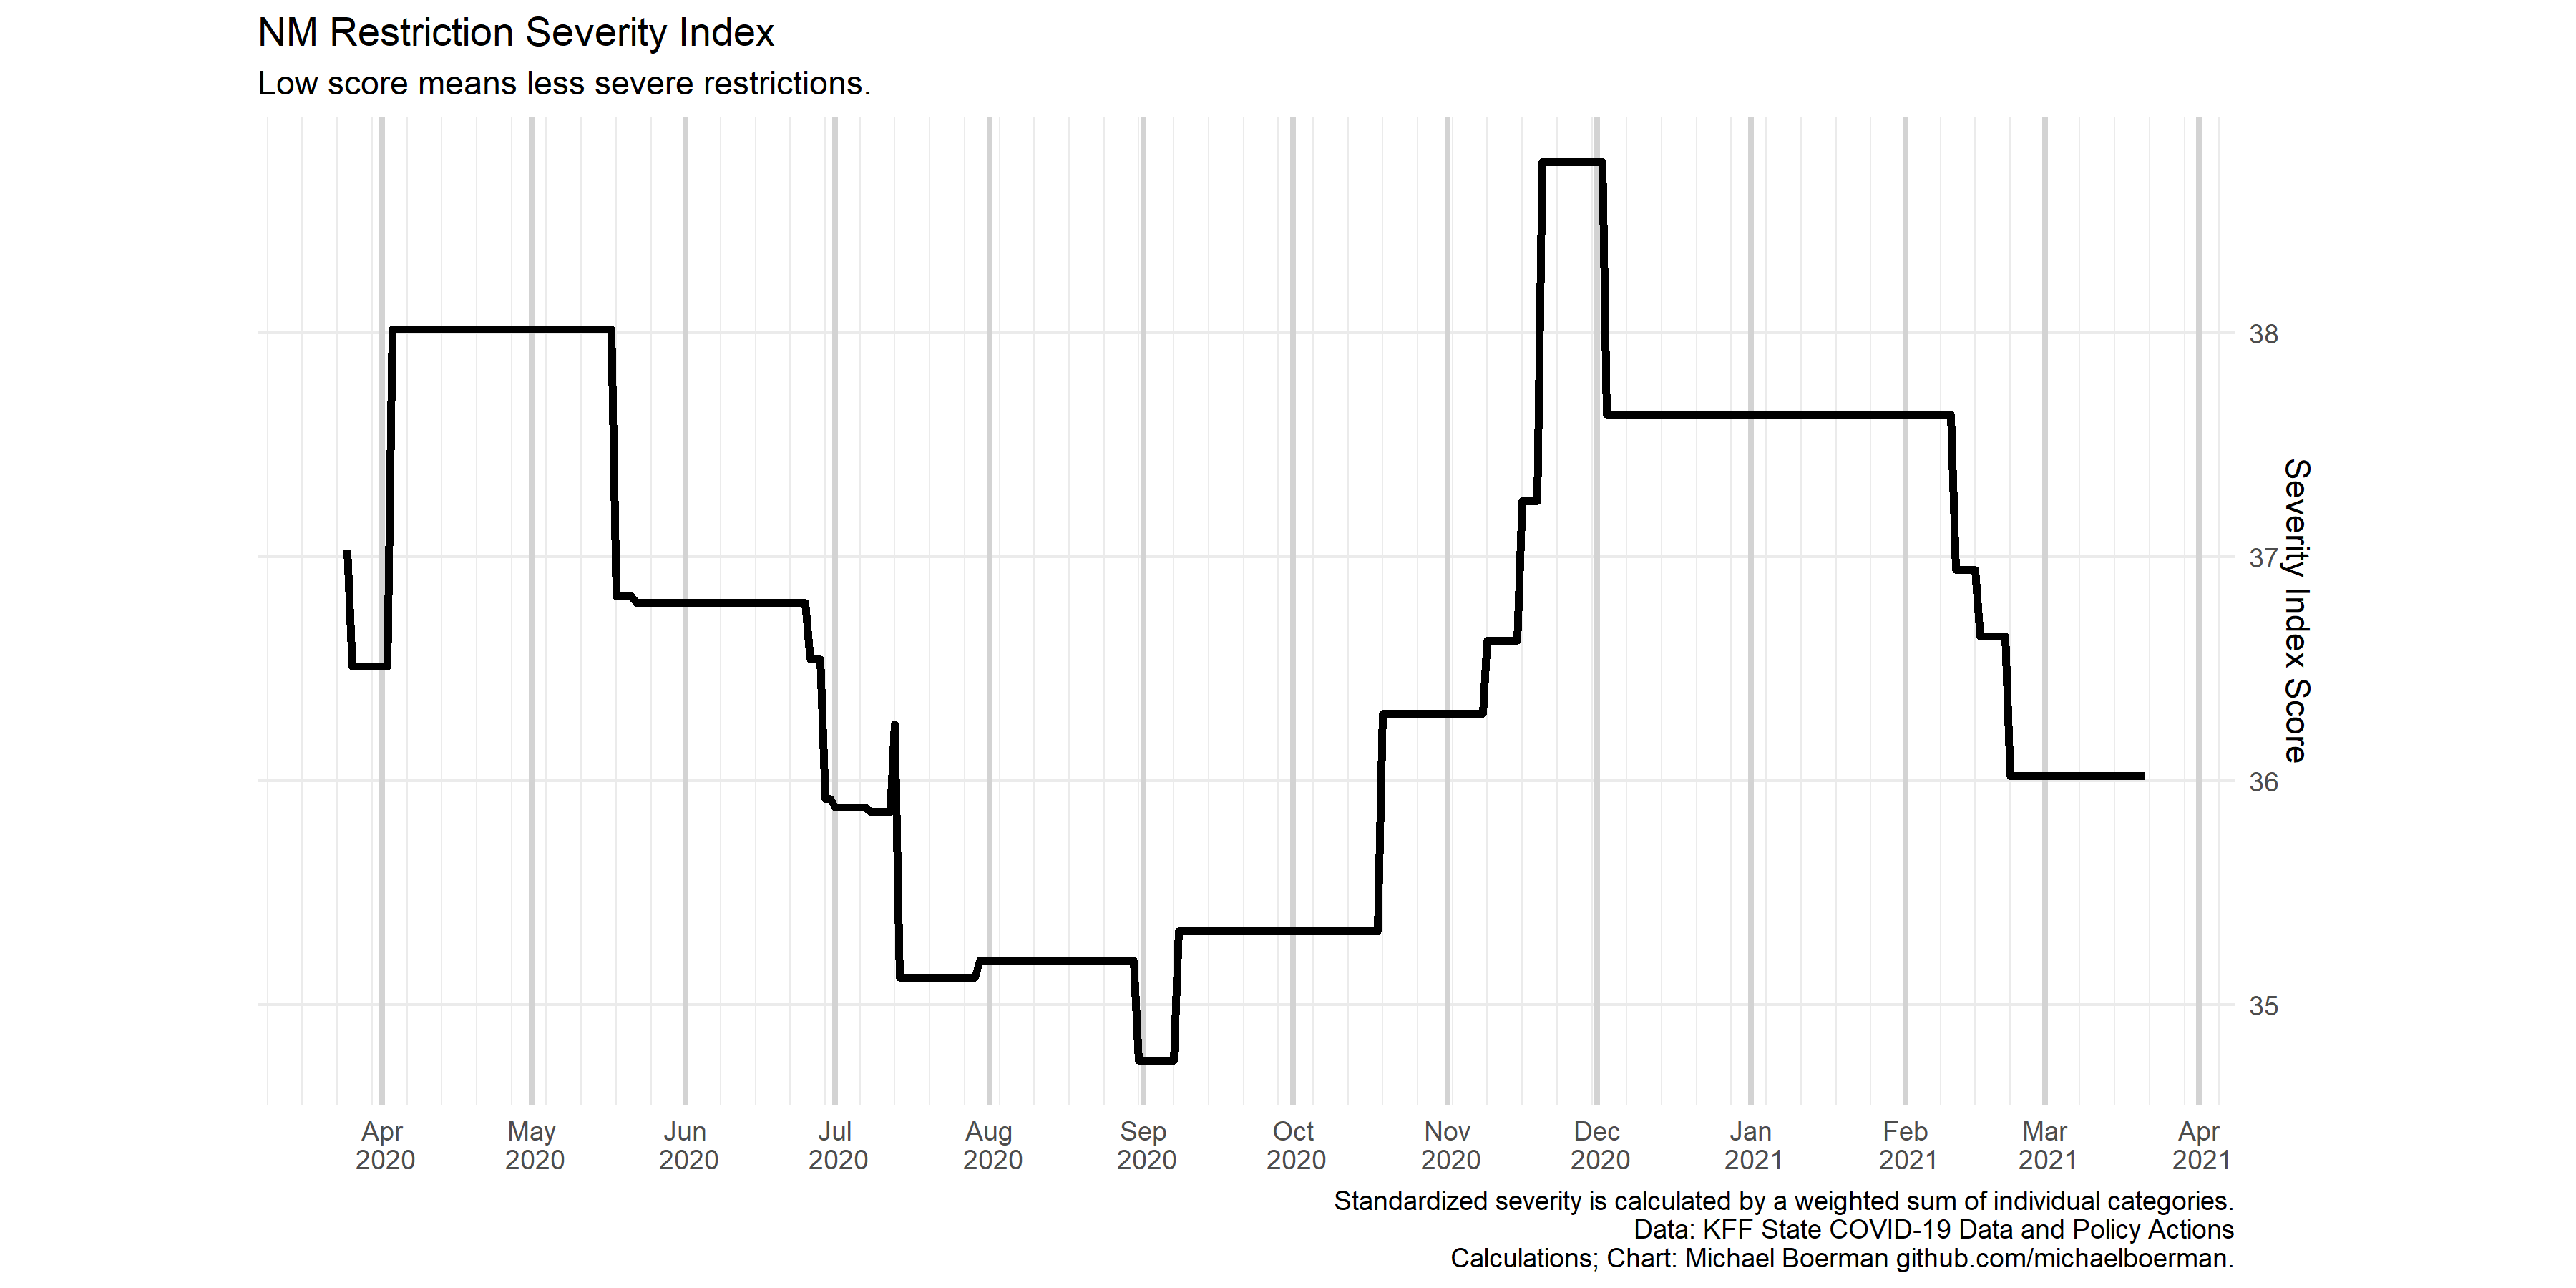 NM Restriction Severity Index
Low score means less severe restrictions.
38
37
36
35
Severity Index Score
Apr May Jun Jul Aug Sep Oct Nov Dec Jan Feb Mar Apr
2020 2020 2020 2020 2020 2020 2020 2020 2020 2021 2021 2021 2021
Standardized severity is calculated by a weighted sum of individual categories.
Data: KFF State COVID-19 Data and Policy Actions
Calculations; Chart: Michael Boerman github.com/michaelboerman.